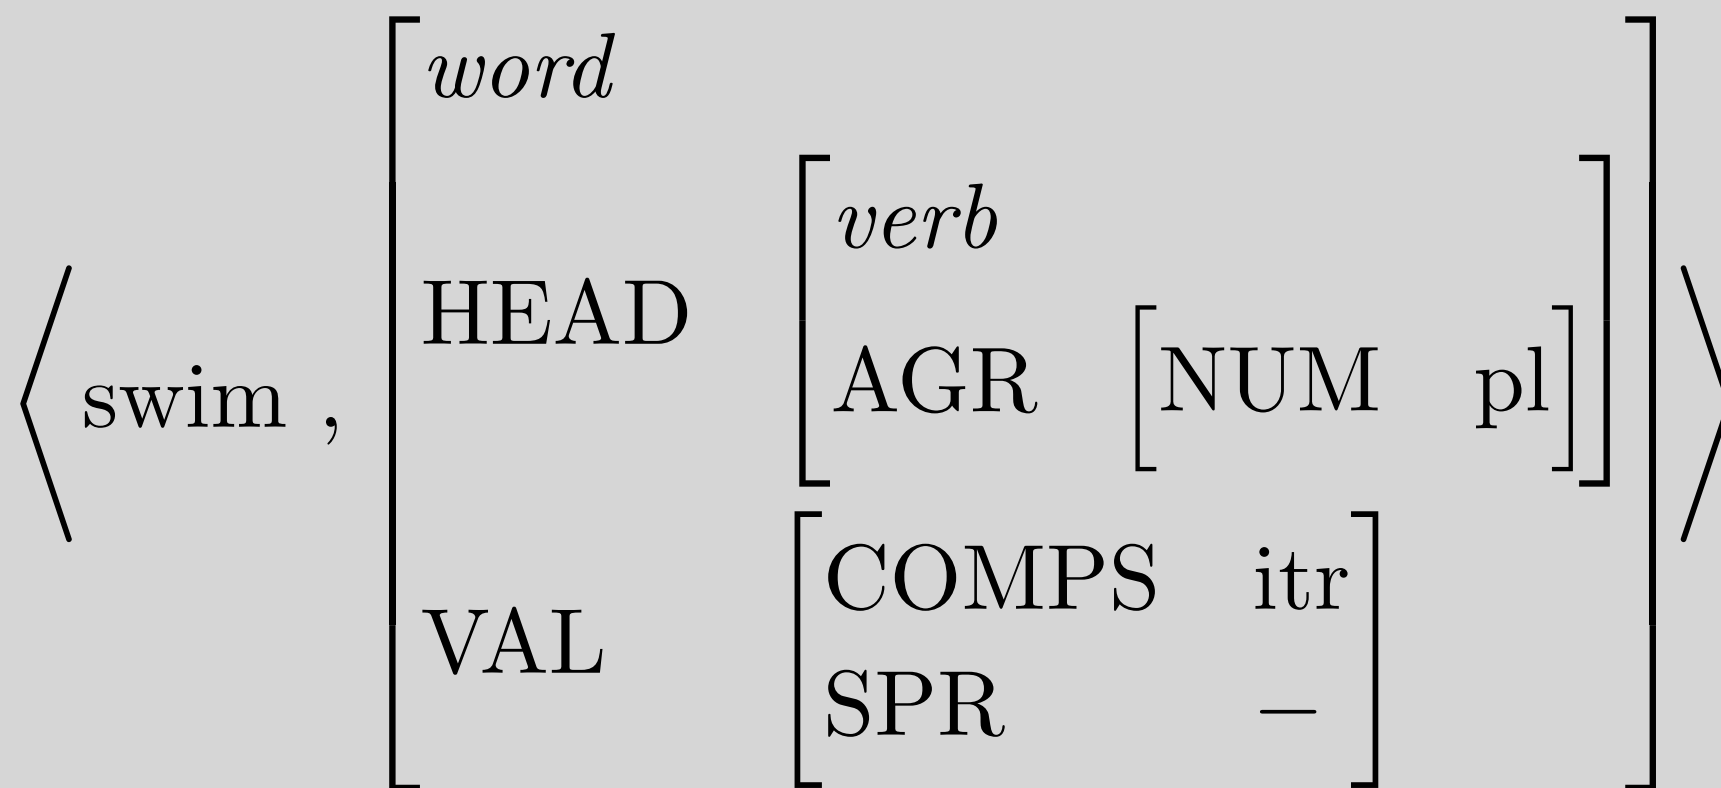 word
verb
HEAD
AGR [NUM pl]
⟨swim ,
COMPS itr
VAL
SPR −